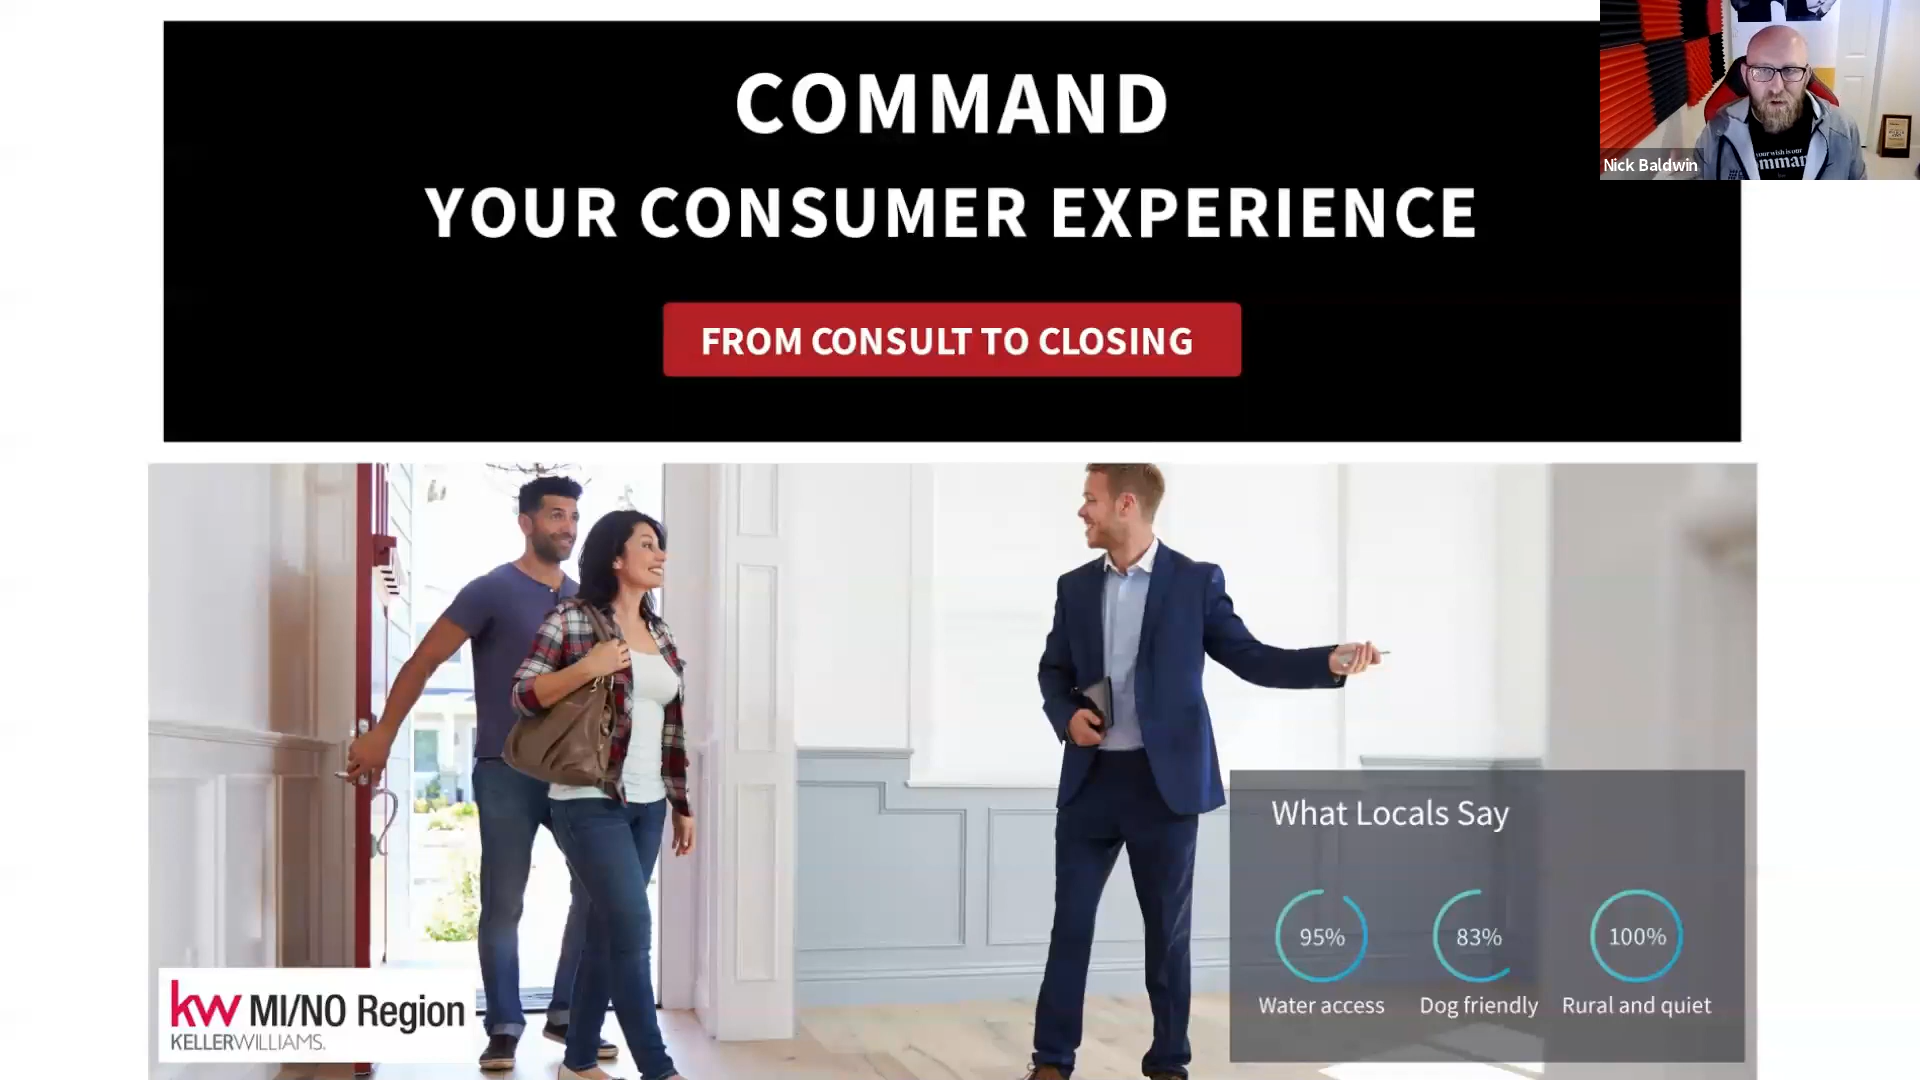 COMMAND
YOUR CONSUMER EXPERIENCE
FROM CONSULT TO CLOSING
Nick Baldwin
What Locals Say
95%
83%
100%
Water access
Dog friendly
Rural and quiet
kw MI/NO Region
KELLERWILLIAMS.